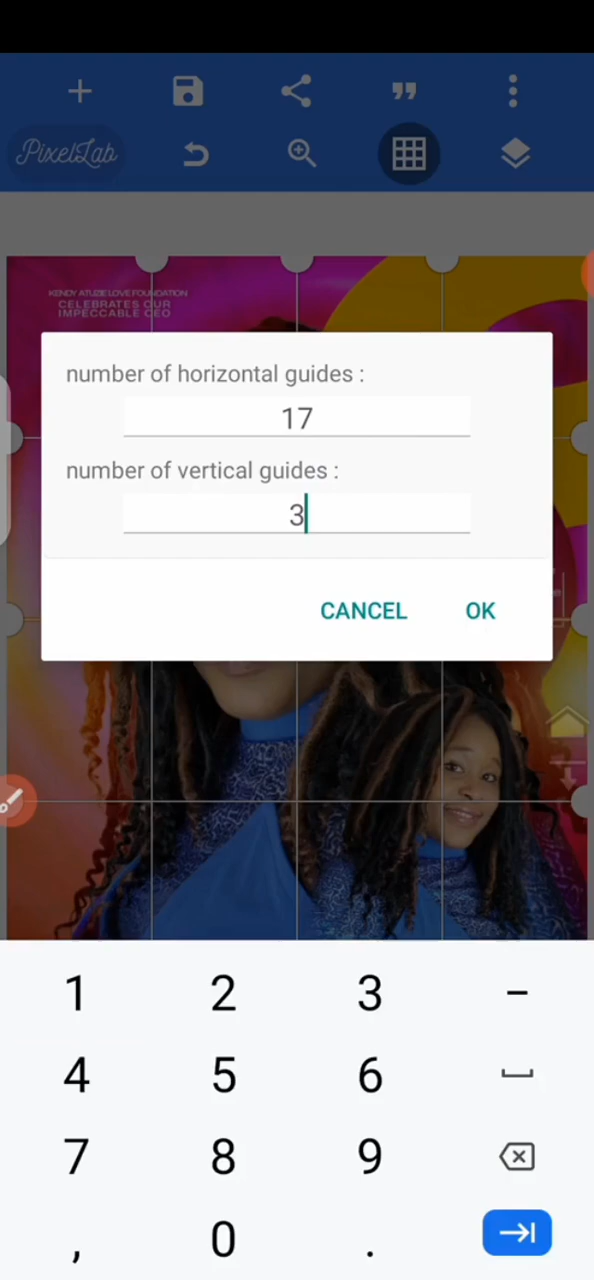 PixelLab
KENDY ATUZIE LOVE FOUNDATION
CELEBRATES OUR
IMPECCABLE CEO
number of horizontal guides :
17
number of vertical guides :
3
CANCEL OK
1 2 3 -
4 5 6
7 8 9
, 0 .